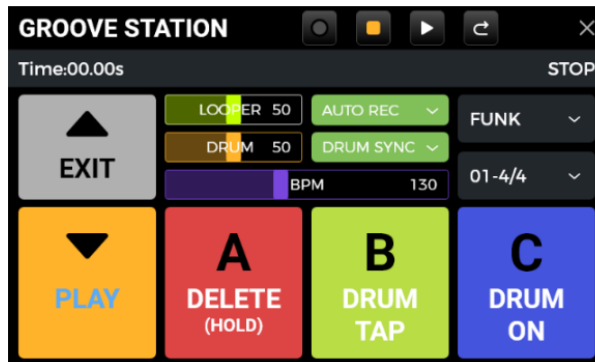 GROOVE STATION
Time:00.00s STOP
EXIT
LOOPER 50
AUTO REC
FUNK
DRUM 50
DRUM SYNC
BPM 130
01-4/4
PLAY
A
DELETE
(HOLD)
B
DRUM
TAP
C
DRUM
ON